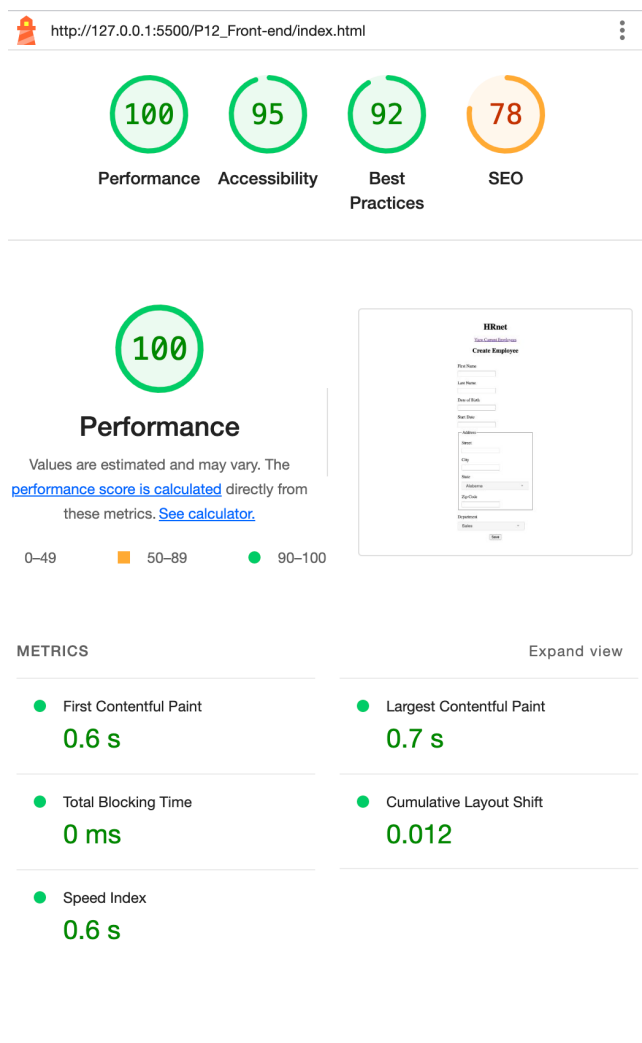 http://127.0.0.1:5500/P12_Front-end/index.html
100
95
92
78
Performance
Accessibility
Best
Practices
SEO
100
Performance
Values are estimated and may vary. The
performance score is calculated directly from
these metrics. See calculator.
0–49
50–89
90–100
HRnet
View Current Employees
Create Employee
First Name
Last Name
Date of Birth
Start Date
Address
Street
City
State
Alabama
Zip Code
Department
Sales
Save
METRICS
Expand view
First Contentful Paint
0.6 s
Largest Contentful Paint
0.7 s
Total Blocking Time
0 ms
Cumulative Layout Shift
0.012
Speed Index
0.6 s